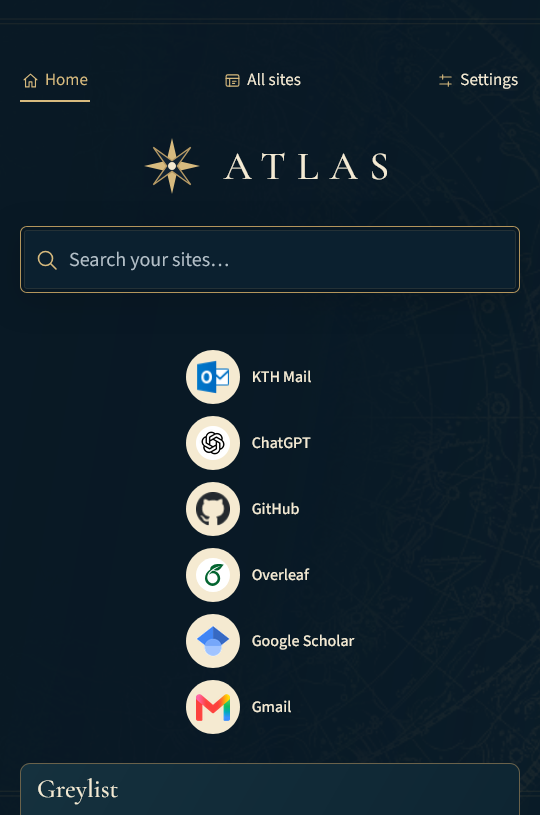 Home
All sites
Settings
ATLAS
Search your sites…
KTH Mail
ChatGPT
GitHub
Overleaf
Google Scholar
Gmail
Greylist